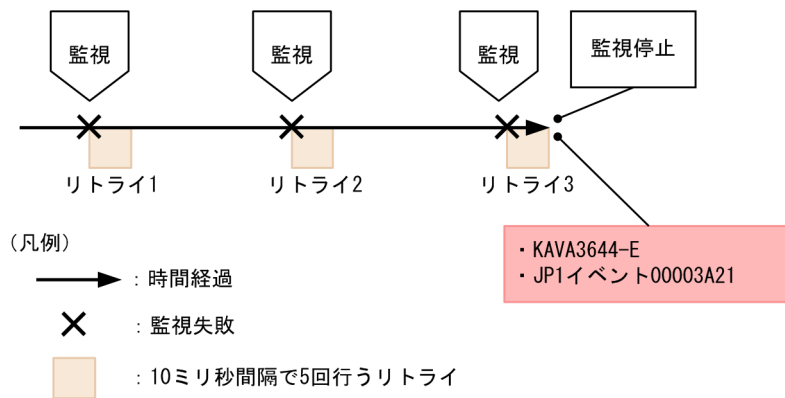 監視
監視
監視
監視停止
リトライ1
リトライ2
リトライ3
・KAVA3644-E
・JP1イベント00003A21
(凡例)
：時間経過
：監視失敗
：10ミリ秒間隔で5回行うリトライ